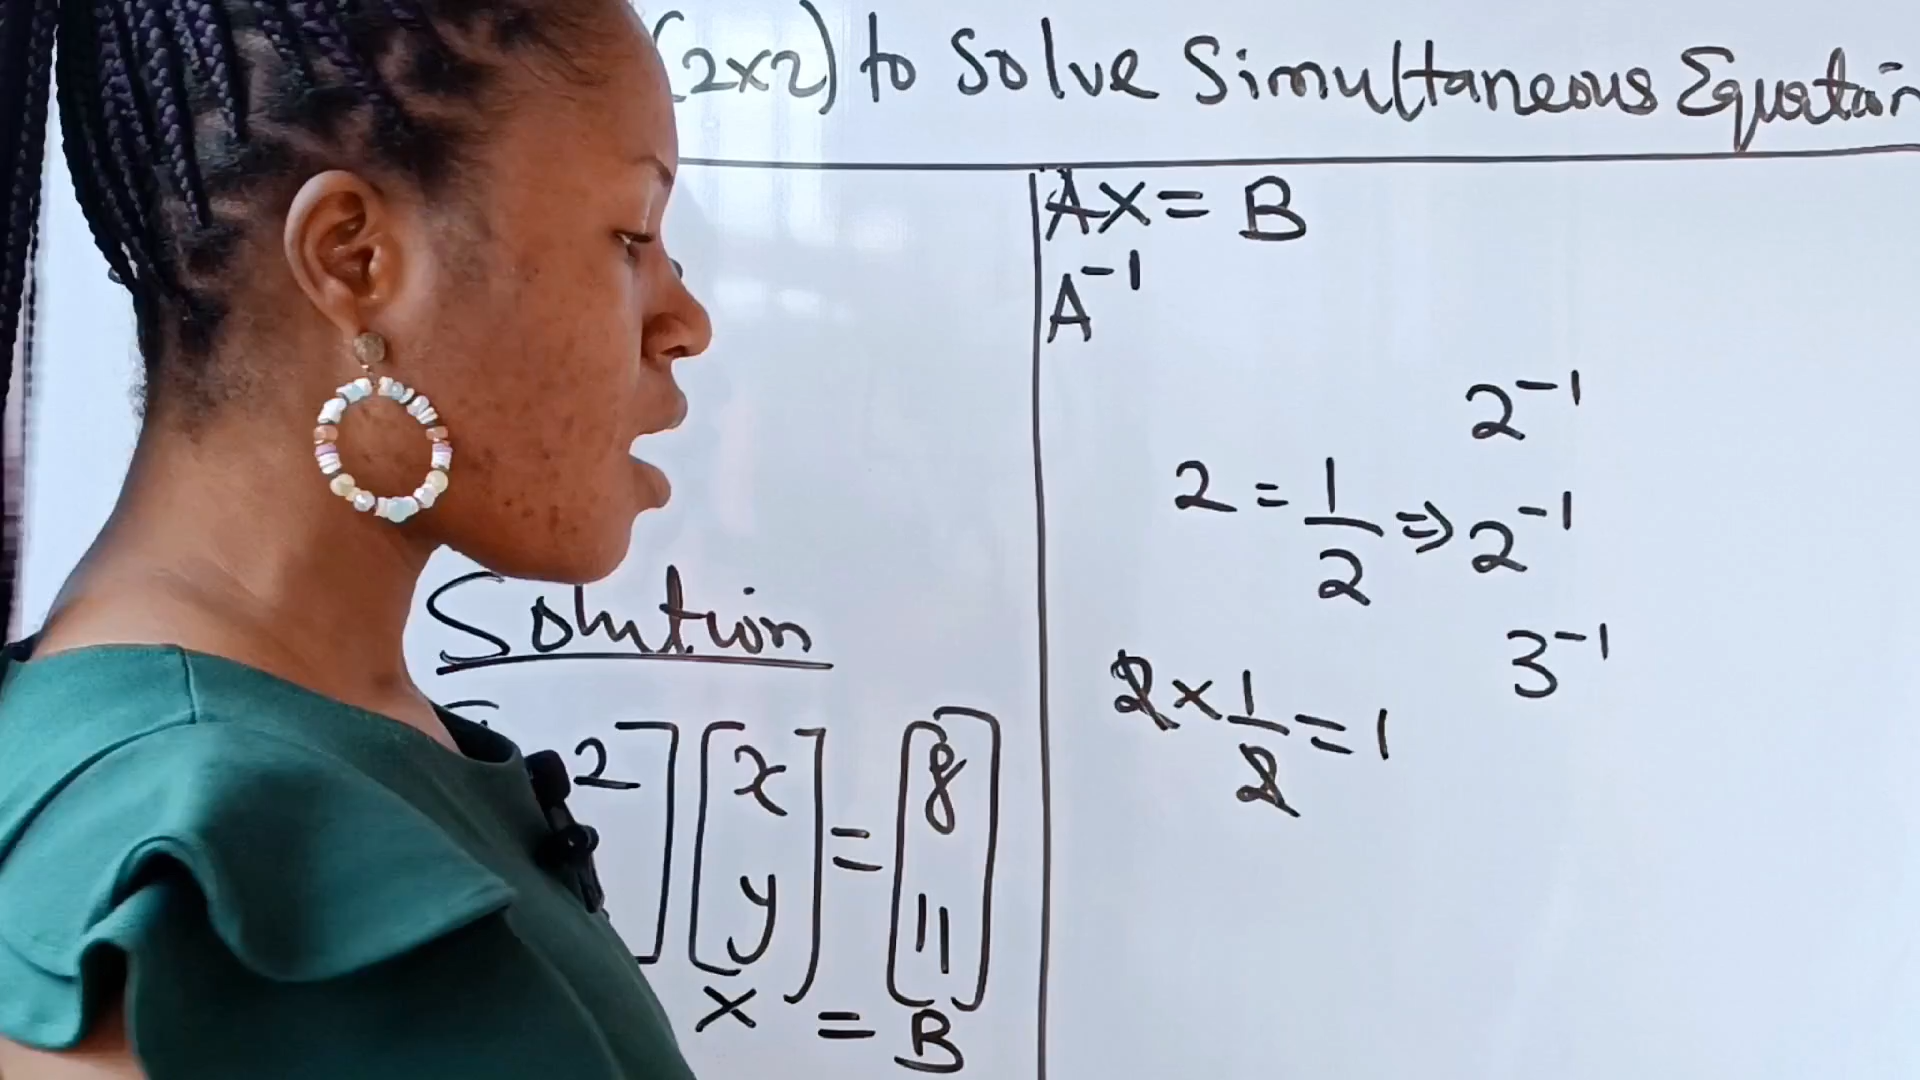 (2x2) to Solve Simultaneous Equation
Solution
2] [x y] = [8 11]
X = B
AX = B
A⁻¹
2⁻¹
2 = 1/2 ⇒ 2⁻¹
3⁻¹
2 × 1/2 = 1